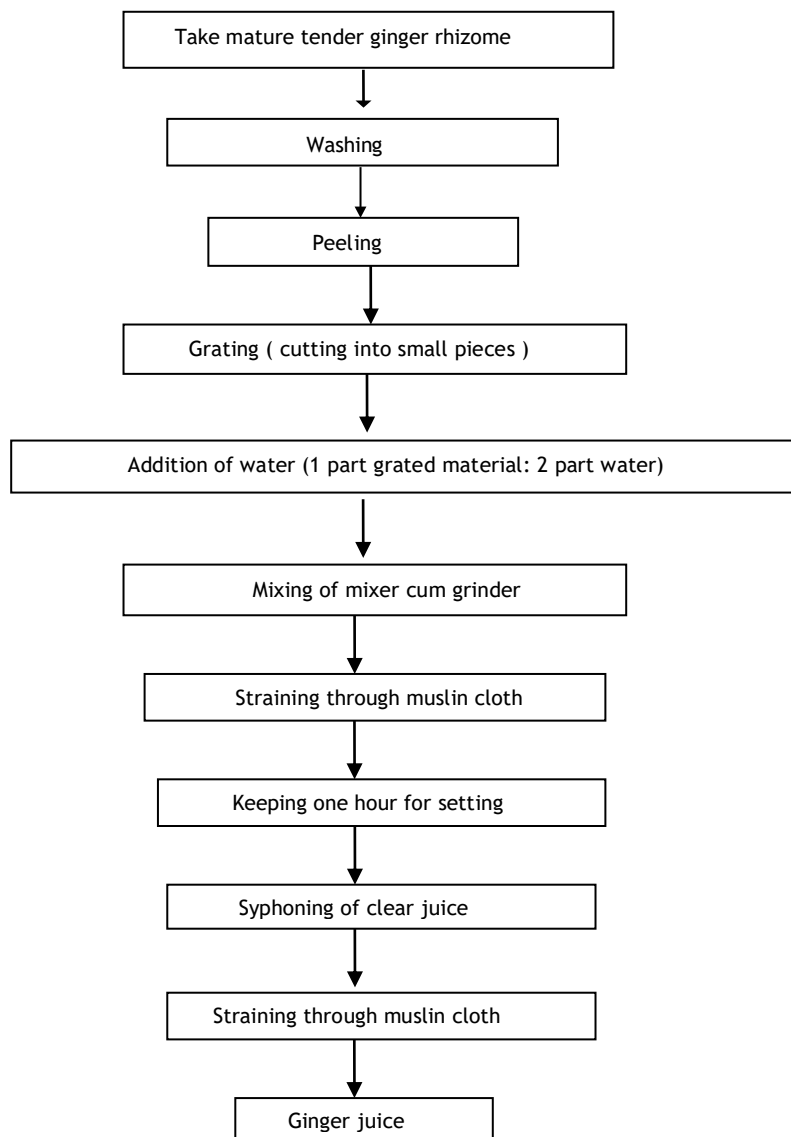 Take mature tender ginger rhizome
Washing
Peeling
Grating ( cutting into small pieces )
Addition of water (1 part grated material: 2 part water)
Mixing of mixer cum grinder
Straining through muslin cloth
Keeping one hour for setting
Syphoning of clear juice
Straining through muslin cloth
Ginger juice